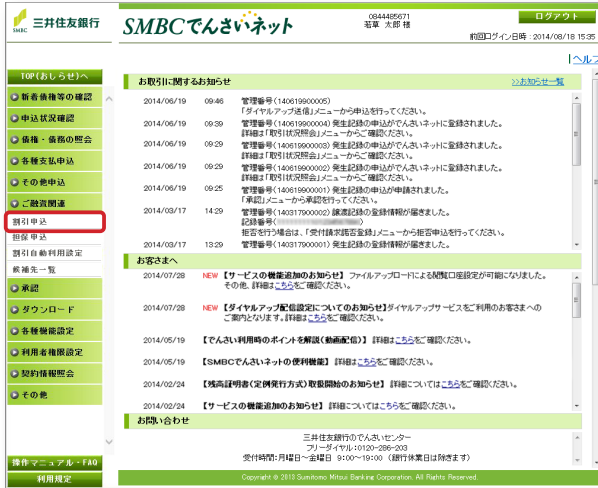 SMBC 三井住友銀行
SMBCでんさいネット
0844485671
若草 太郎 様
ログアウト
前回ログイン日時：2014/08/18 15:35
ヘルプ
TOP(おしらせ)へ
新着債権等の確認
申込状況確認
債権・債務の照会
各種支払申込
その他申込
ご融資関連
割引申込
担保申込
割引自動利用設定
候補先一覧
承認
ダウンロード
各種機能設定
利用者権限設定
契約情報照会
その他
操作マニュアル・FAQ
利用規定
お取引に関するお知らせ
>>お知らせ一覧
2014/06/19 09:46 管理番号(140619900005)
「ダイヤルアップ送信」メニューから申込を行ってください。
2014/06/19 09:39 管理番号(140619900004) 発生記録の申込がでんさいネットに登録されました。
詳細は「取引状況照会」メニューからご確認ください。
2014/06/19 09:29 管理番号(140619900003) 発生記録の申込がでんさいネットに登録されました。
詳細は「取引状況照会」メニューからご確認ください。
2014/06/19 09:29 管理番号(140619900002) 発生記録の申込がでんさいネットに登録されました。
詳細は「取引状況照会」メニューからご確認ください。
2014/06/19 09:25 管理番号(140619900001) 発生記録の申込が申請されました。
「承認」メニューから承認を行ってください。
2014/03/17 14:29 管理番号(140317900002) 譲渡記録の登録情報が届きました。
記録番号(
拒否を行う場合は、「受付請求諾否登録」メニューから拒否申込を行ってください。
2014/03/17 13:29 管理番号(140317900001) 発生記録の登録情報が届きました。
お客さまへ
2014/07/28 NEW 【サービスの機能追加のお知らせ】 ファイルアップロードによる閲覧口座設定が可能になりました。
その他、詳細はこちらをご確認ください。
2014/07/28 NEW 【ダイヤルアップ配信設定についてのお知らせ】ダイヤルアップサービスをご利用のお客さまへの
ご案内となります。詳細はこちらをご確認ください。
2014/05/19 【でんさい利用時のポイントを解説(動画配信)】 詳細はこちらをご確認ください。
2014/05/19 【SMBCでんさいネットの便利機能】 詳細はこちらをご確認ください。
2014/02/24 【残高証明書(定例発行方式)取扱開始のお知らせ】 詳細についてはこちらをご確認ください。
2014/02/24 【サービスの機能追加のお知らせ】 詳細についてはこちらをご確認ください。
お問い合わせ
三井住友銀行のでんさいセンター
フリーダイヤル：0120-286-203
受付時間：月曜日～金曜日 9:00～19:00 (銀行休業日は除きます)
Copyright © 2013 Sumitomo Mitsui Banking Corporation. All Rights Reserved.